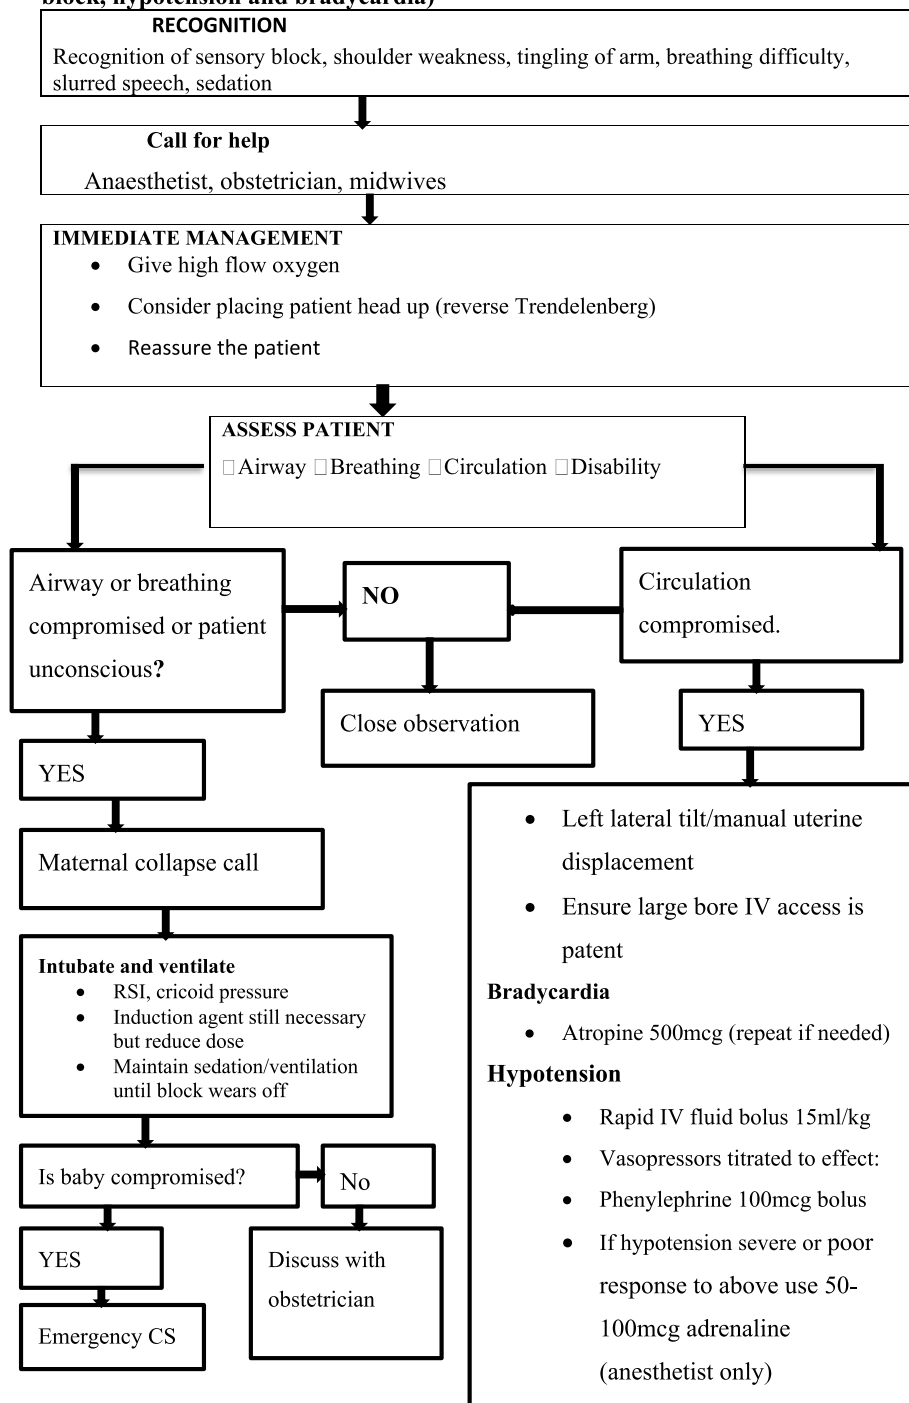 block, hypotension and bradycardia)
RECOGNITION
Recognition of sensory block, shoulder weakness, tingling of arm, breathing difficulty,
slurred speech, sedation
Call for help
Anaesthetist, obstetrician, midwives
IMMEDIATE MANAGEMENT
• Give high flow oxygen
• Consider placing patient head up (reverse Trendelenberg)
• Reassure the patient
ASSESS PATIENT
□Airway □Breathing □Circulation □Disability
Airway or breathing
compromised or patient
unconscious?
NO
Circulation
compromised.
Close observation
YES
YES
Maternal collapse call
Intubate and ventilate
• RSI, cricoid pressure
• Induction agent still necessary
but reduce dose
• Maintain sedation/ventilation
until block wears off
Is baby compromised?
No
YES
Discuss with
obstetrician
Emergency CS
• Left lateral tilt/manual uterine
displacement
• Ensure large bore IV access is
patent
Bradycardia
• Atropine 500mcg (repeat if needed)
Hypotension
• Rapid IV fluid bolus 15ml/kg
• Vasopressors titrated to effect:
• Phenylephrine 100mcg bolus
• If hypotension severe or poor
response to above use 50-
100mcg adrenaline
(anesthetist only)